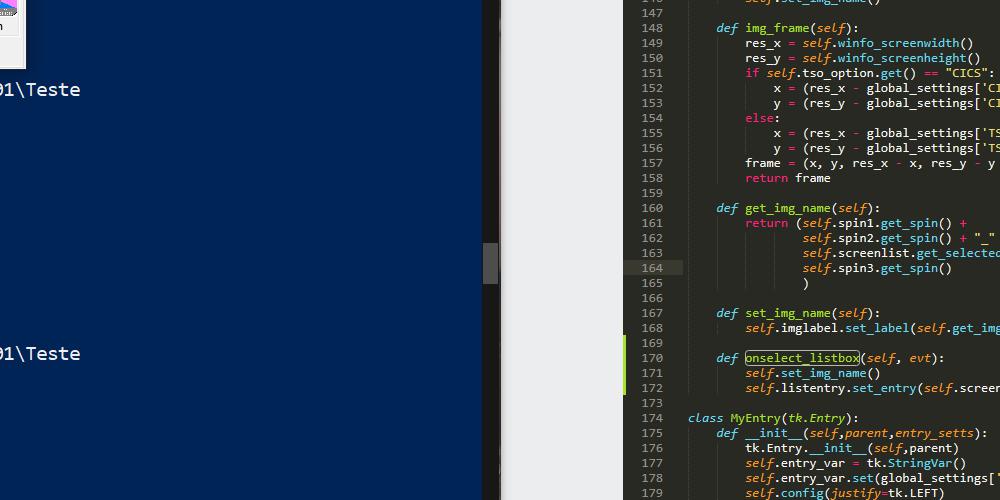 n
01\Teste
01\Teste
147
148 def img_frame(self):
149 res_x = self.winfo_screenwidth()
150 res_y = self.winfo_screenheight()
151 if self.tso_option.get() == "CICS":
152 x = (res_x - global_settings['CI
153 y = (res_y - global_settings['CI
154 else:
155 x = (res_x - global_settings['TS
156 y = (res_y - global_settings['TS
157 frame = (x, y, res_x - x, res_y - y
158 return frame
159
160 def get_img_name(self):
161 return (self.spin1.get_spin() +
162 self.spin2.get_spin() + "_"
163 self.screenlist.get_selected
164 self.spin3.get_spin()
165 )
166
167 def set_img_name(self):
168 self.imglabel.set_label(self.get_img
169
170 def onselect_listbox(self, evt):
171 self.set_img_name()
172 self.listentry.set_entry(self.screen
173
174 class MyEntry(tk.Entry):
175 def __init__(self,parent,entry_setts):
176 tk.Entry.__init__(self,parent)
177 self.entry_var = tk.StringVar()
178 self.entry_var.set(global_settings['
179 self.config(justify=tk.LEFT)